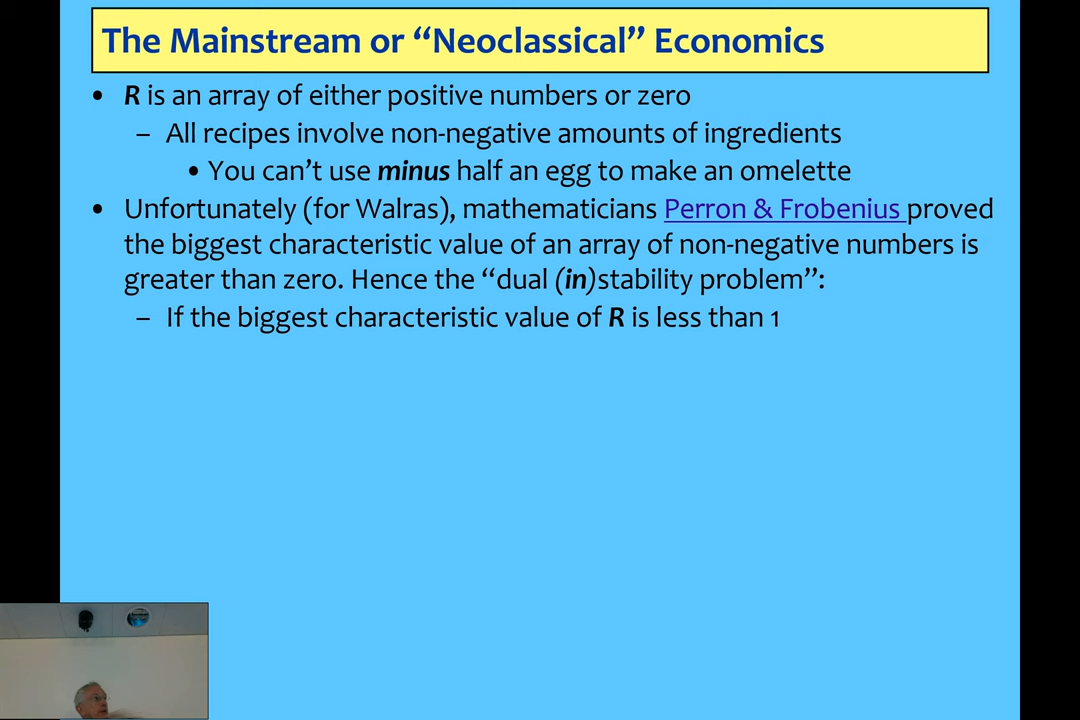 The Mainstream or “Neoclassical” Economics
• R is an array of either positive numbers or zero
– All recipes involve non-negative amounts of ingredients
• You can’t use minus half an egg to make an omelette
• Unfortunately (for Walras), mathematicians Perron & Frobenius proved
the biggest characteristic value of an array of non-negative numbers is
greater than zero. Hence the “dual (in)stability problem”:
– If the biggest characteristic value of R is less than 1